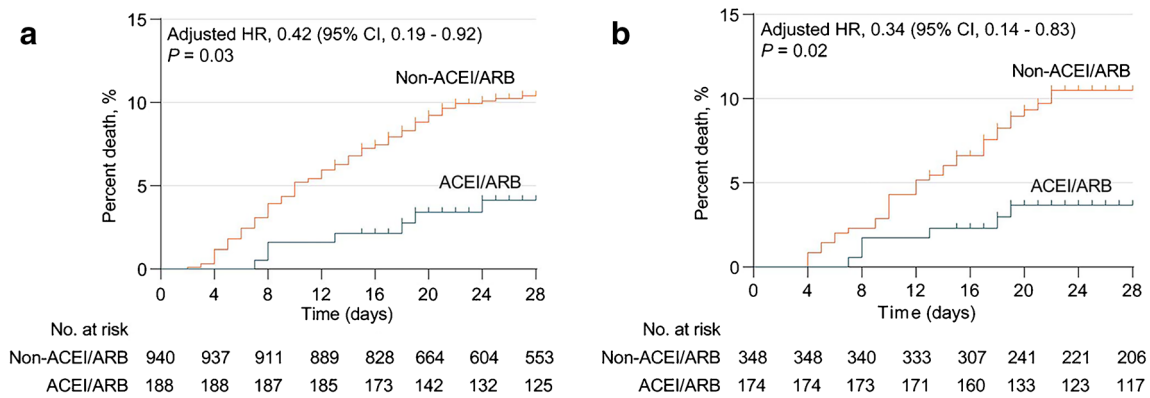 a
Adjusted HR, 0.42 (95% CI, 0.19 - 0.92)
P = 0.03
Non-ACEI/ARB
ACEI/ARB
Percent death, %
15
10
5
0
0 4 8 12 16 20 24 28
Time (days)
No. at risk
Non-ACEI/ARB 940 937 911 889 828 664 604 553
ACEI/ARB 188 188 187 185 173 142 132 125
b
Adjusted HR, 0.34 (95% CI, 0.14 - 0.83)
P = 0.02
Non-ACEI/ARB
ACEI/ARB
Percent death, %
15
10
5
0
0 4 8 12 16 20 24 28
Time (days)
No. at risk
Non-ACEI/ARB 348 348 340 333 307 241 221 206
ACEI/ARB 174 174 173 171 160 133 123 117